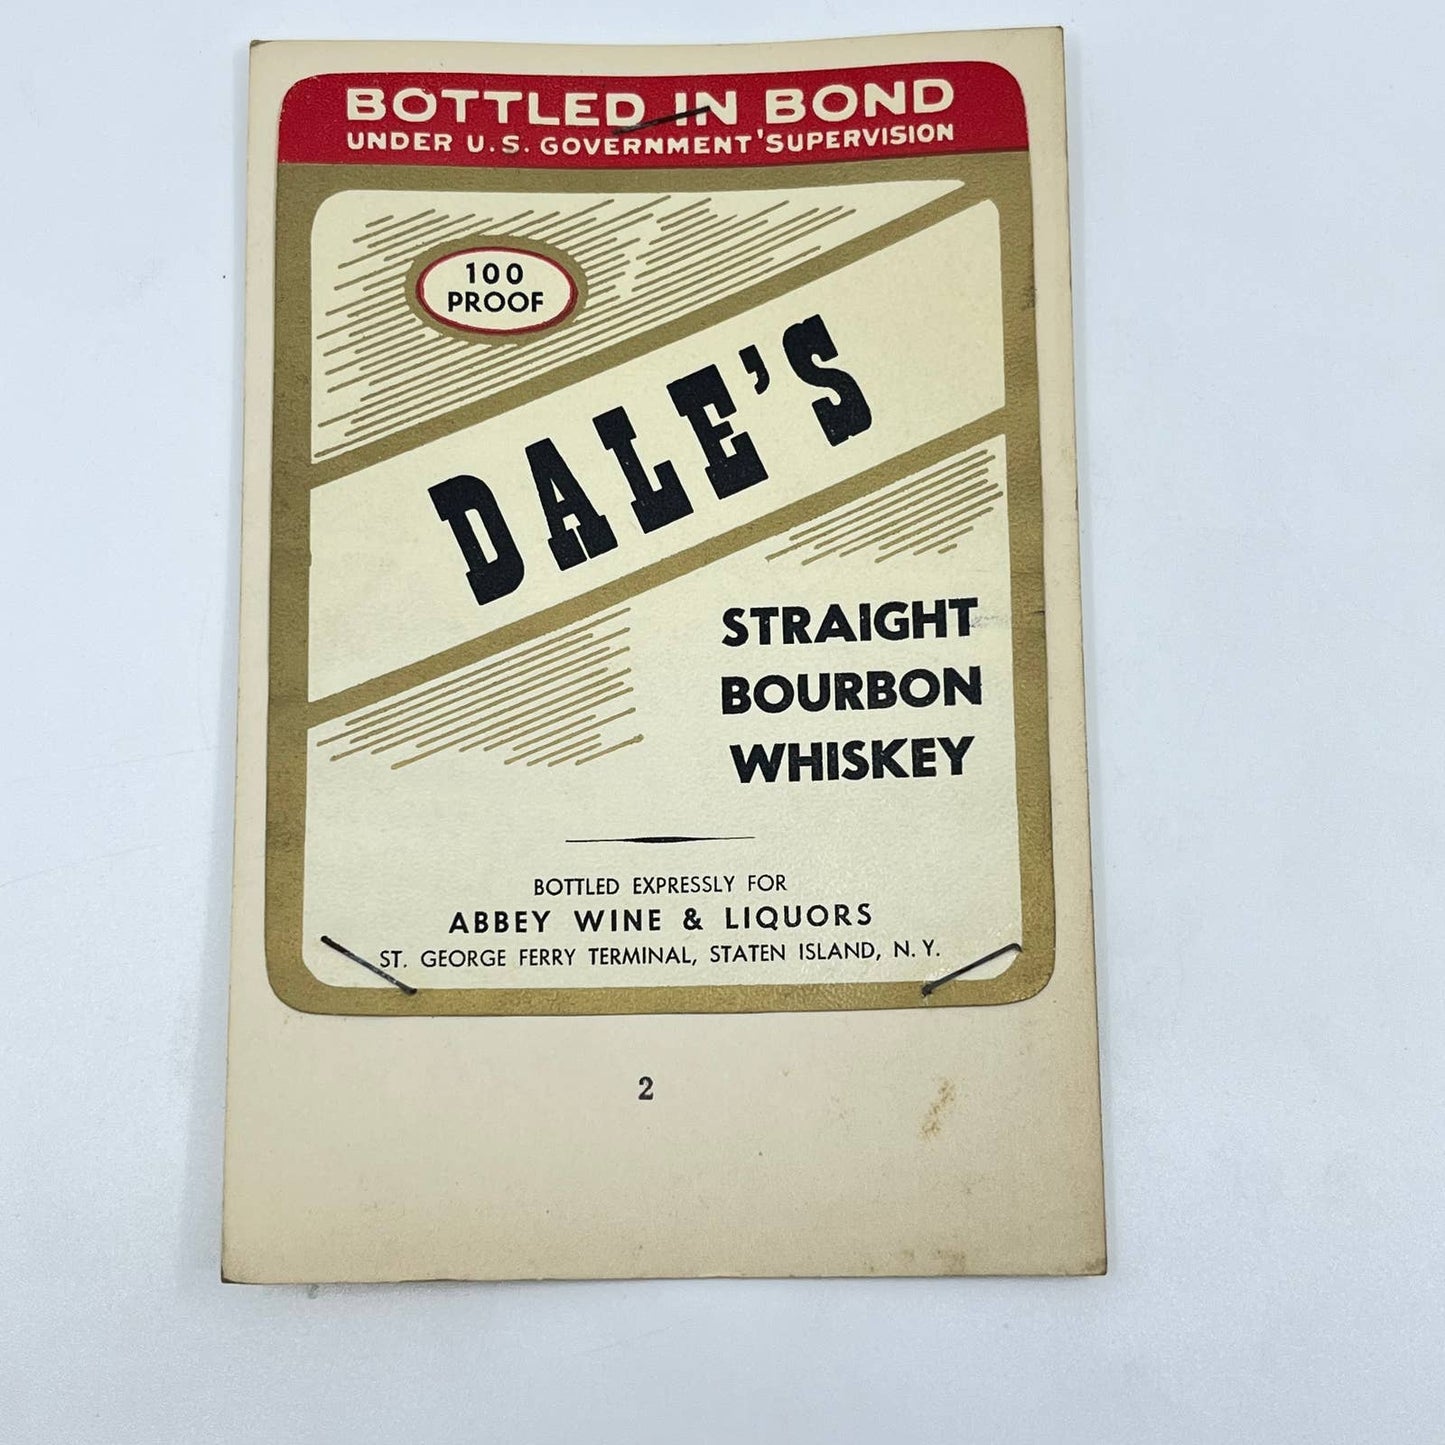 BOTTLED IN BOND
UNDER U.S. GOVERNMENT SUPERVISION
100
PROOF
DALE'S
STRAIGHT
BOURBON
WHISKEY
BOTTLED EXPRESSLY FOR
ABBEY WINE & LIQUORS
ST. GEORGE FERRY TERMINAL, STATEN ISLAND, N.Y.
2